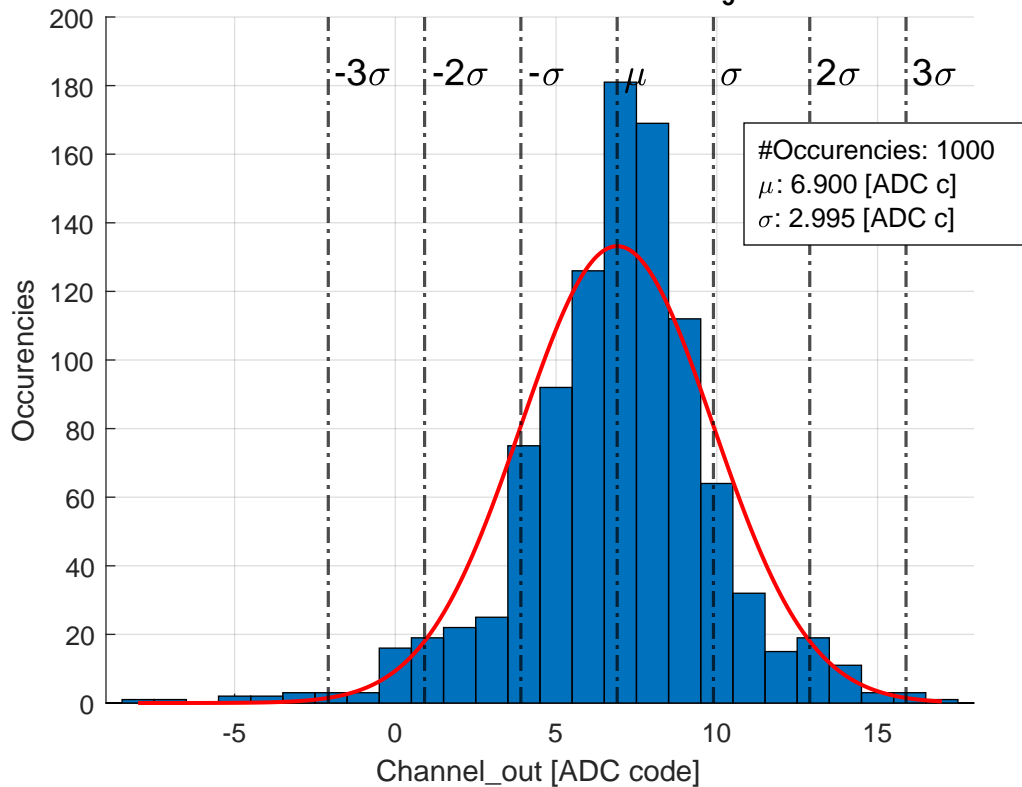 200
180
160
140
120
100
80
60
40
20
0
Occurencies
-3σ -2σ -σ μ σ 2σ 3σ
#Occurencies: 1000
μ: 6.900 [ADC c]
σ: 2.995 [ADC c]
-5 0 5 10 15
Channel_out [ADC code]